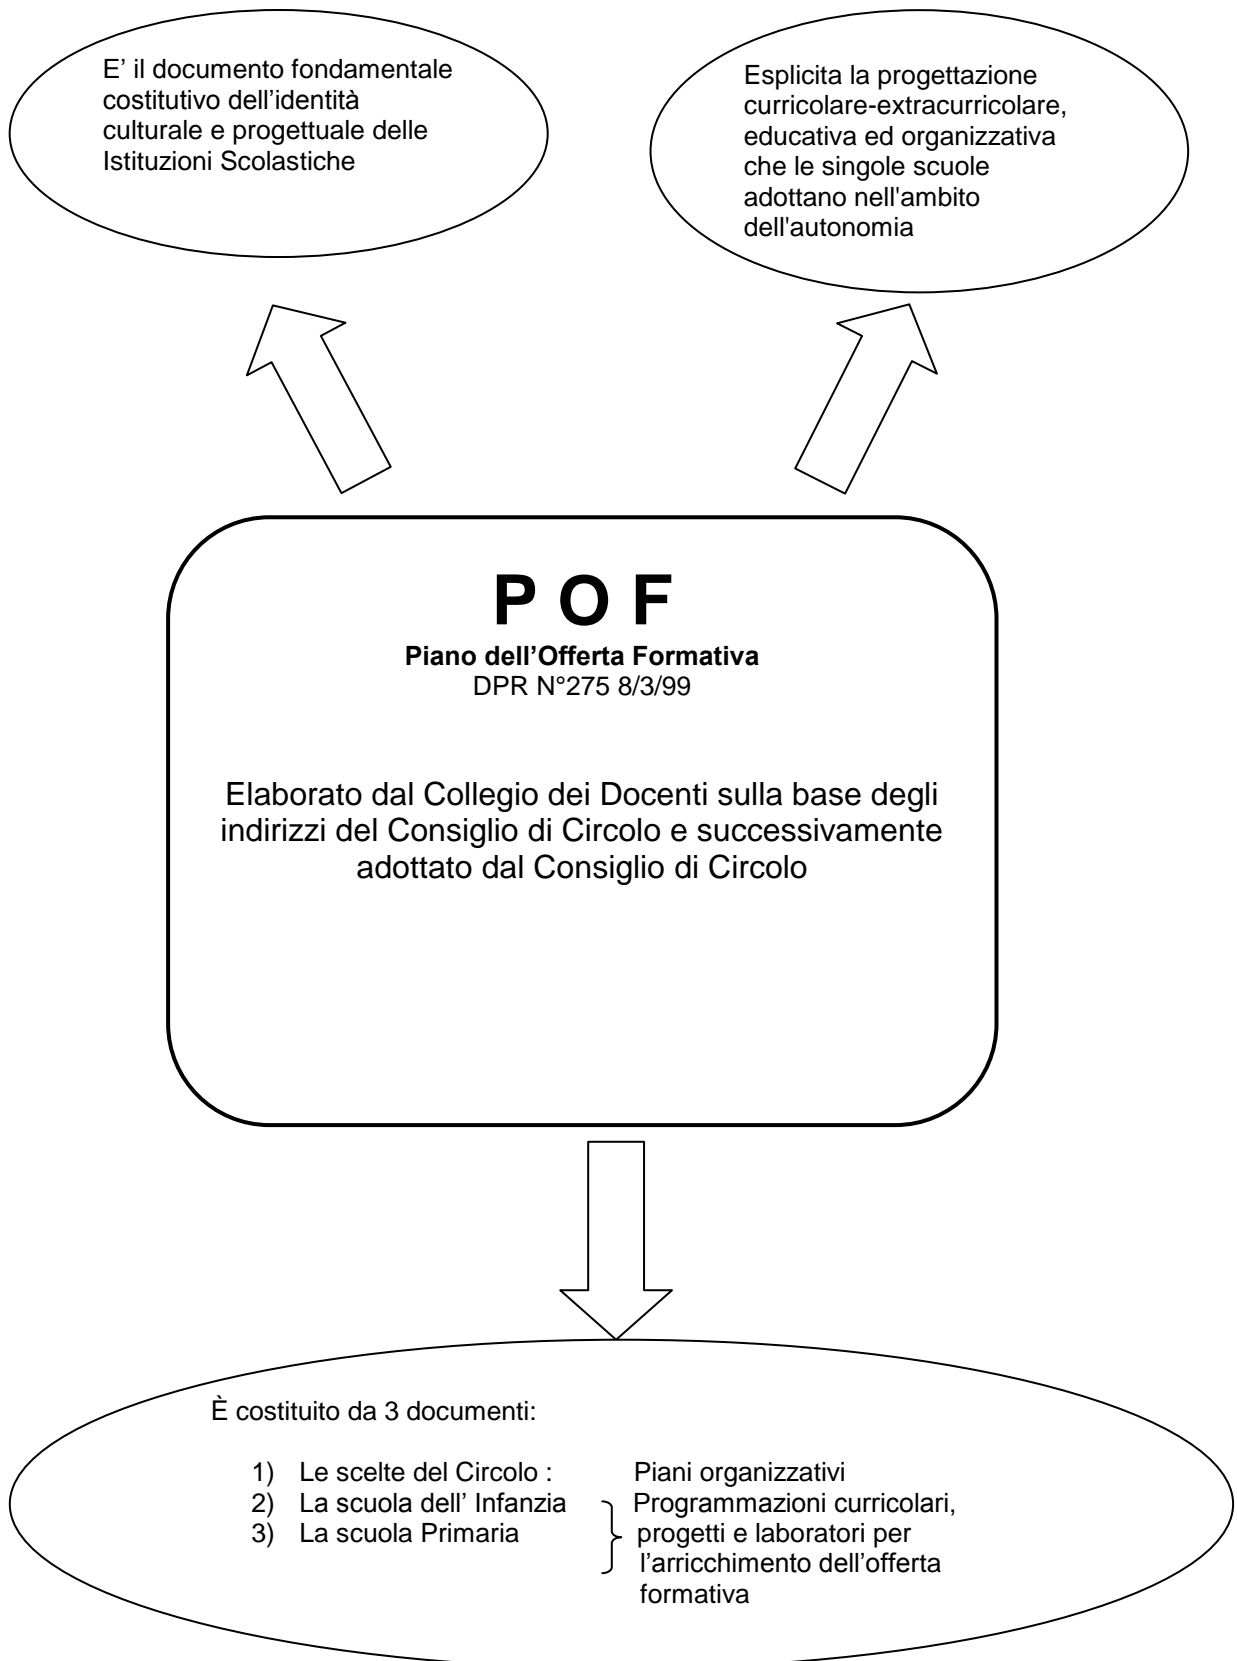 E’ il documento fondamentale
costitutivo dell’identità
culturale e progettuale delle
Istituzioni Scolastiche
Esplicita la progettazione
curricolare-extracurricolare,
educativa ed organizzativa
che le singole scuole
adottano nell'ambito
dell'autonomia
P O F
Piano dell’Offerta Formativa
DPR N°275 8/3/99
Elaborato dal Collegio dei Docenti sulla base degli
indirizzi del Consiglio di Circolo e successivamente
adottato dal Consiglio di Circolo
È costituito da 3 documenti:
1) Le scelte del Circolo : Piani organizzativi
2) La scuola dell’ Infanzia Programmazioni curricolari,
3) La scuola Primaria progetti e laboratori per
l’arricchimento dell’offerta
formativa